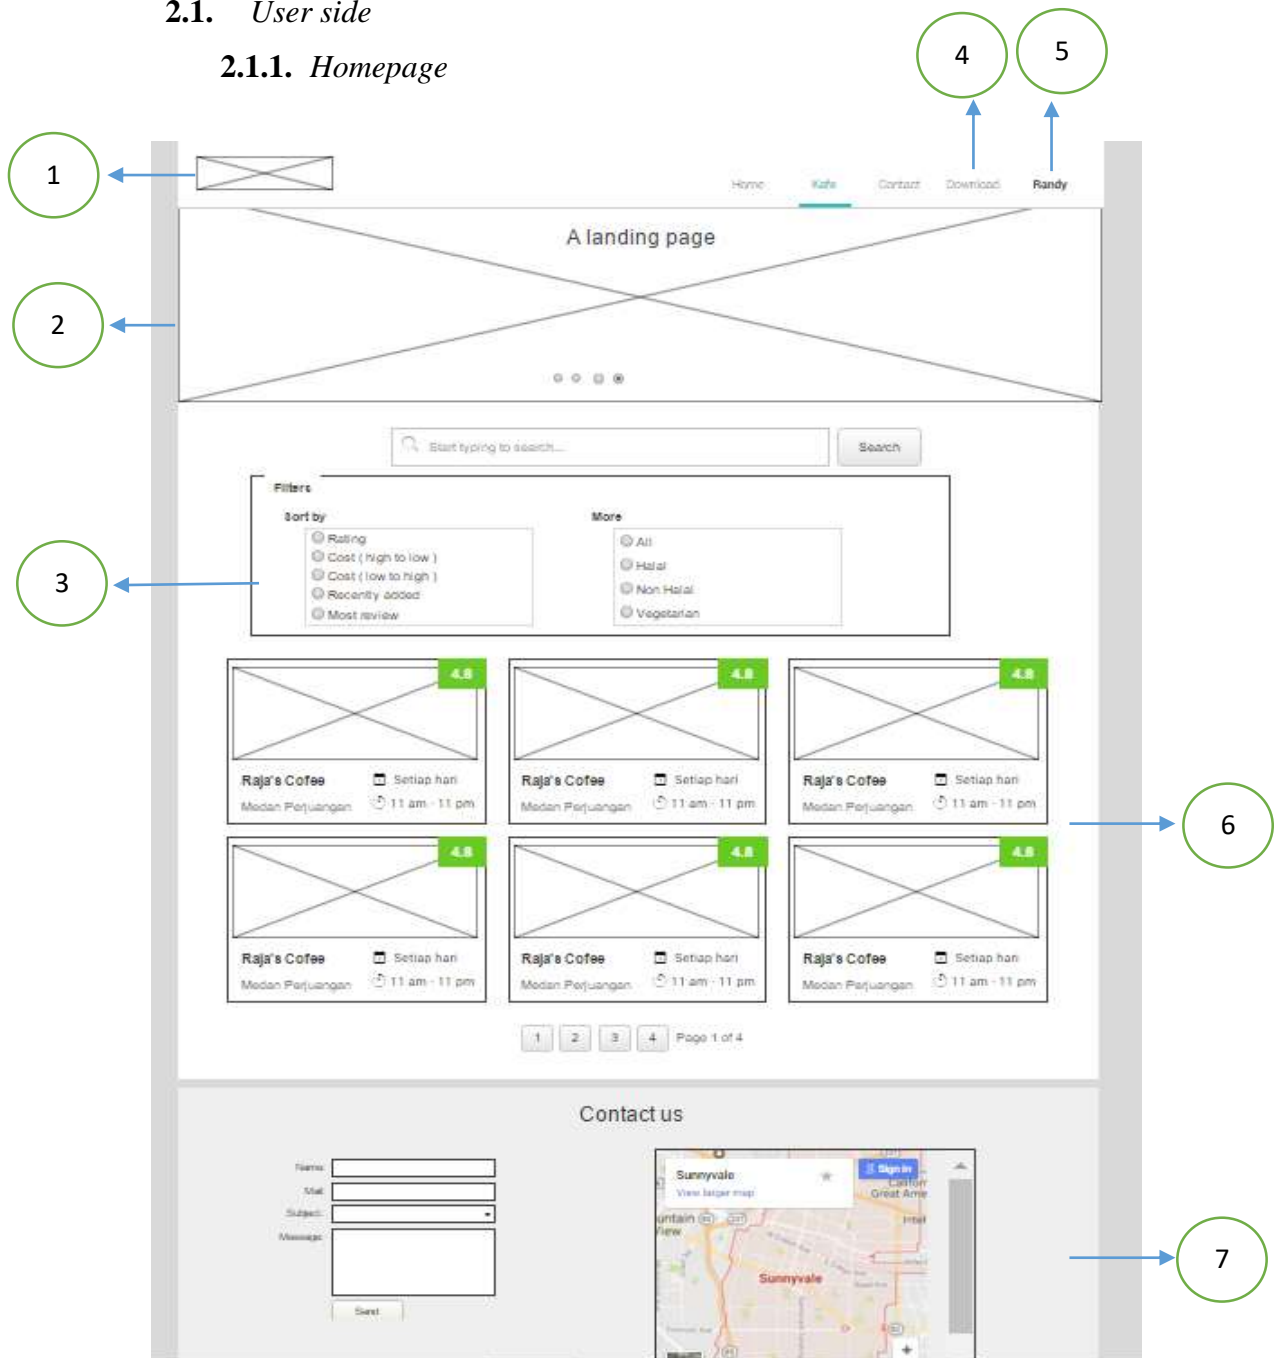 2.1. User side
2.1.1. Homepage
4 5
1
Home Kafe Contact Download Randy
A landing page
2
Start typing to search...
Search
Filters
Sort by More
Rating All
Cost ( high to low ) Halal
Cost ( low to high ) Non Halal
Recently added Vegetarian
Most review
3
4.8 4.8 4.8
Raja's Cofee Setiap hari Raja's Cofee Setiap hari Raja's Cofee Setiap hari
Medan Perjuangan 11 am - 11 pm Medan Perjuangan 11 am - 11 pm Medan Perjuangan 11 am - 11 pm
6
4.8 4.8 4.8
Raja's Cofee Setiap hari Raja's Cofee Setiap hari Raja's Cofee Setiap hari
Medan Perjuangan 11 am - 11 pm Medan Perjuangan 11 am - 11 pm Medan Perjuangan 11 am - 11 pm
1 2 3 4 Page 1 of 4
Contact us
Name:
Mail:
Subject:
Message:
Send
Sunnyvale
View larger map
Sign in
Califor
Great Ame
untain
View
Intel
Sunnyvale
7